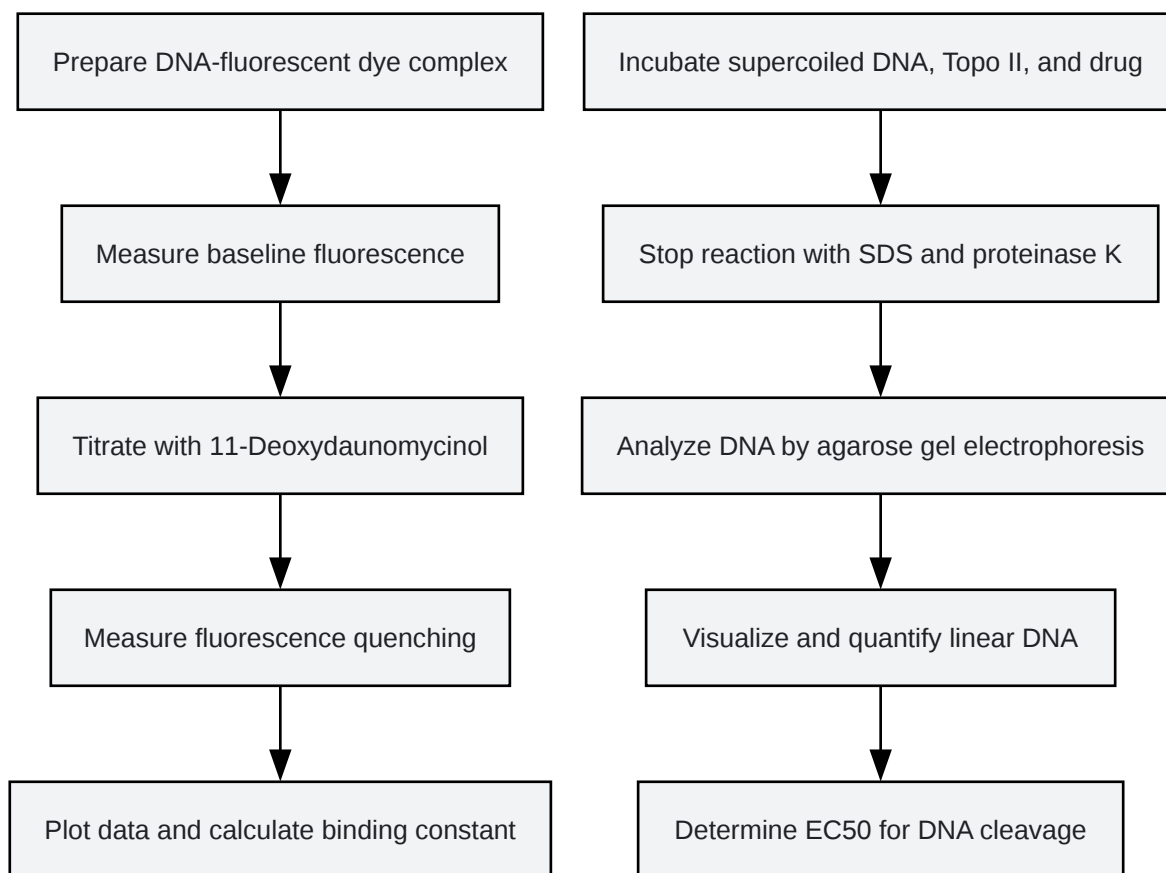 Prepare DNA-fluorescent dye complex
Measure baseline fluorescence
Titrate with 11-Deoxydaunomycinol
Measure fluorescence quenching
Plot data and calculate binding constant
Incubate supercoiled DNA, Topo II, and drug
Stop reaction with SDS and proteinase K
Analyze DNA by agarose gel electrophoresis
Visualize and quantify linear DNA
Determine EC50 for DNA cleavage